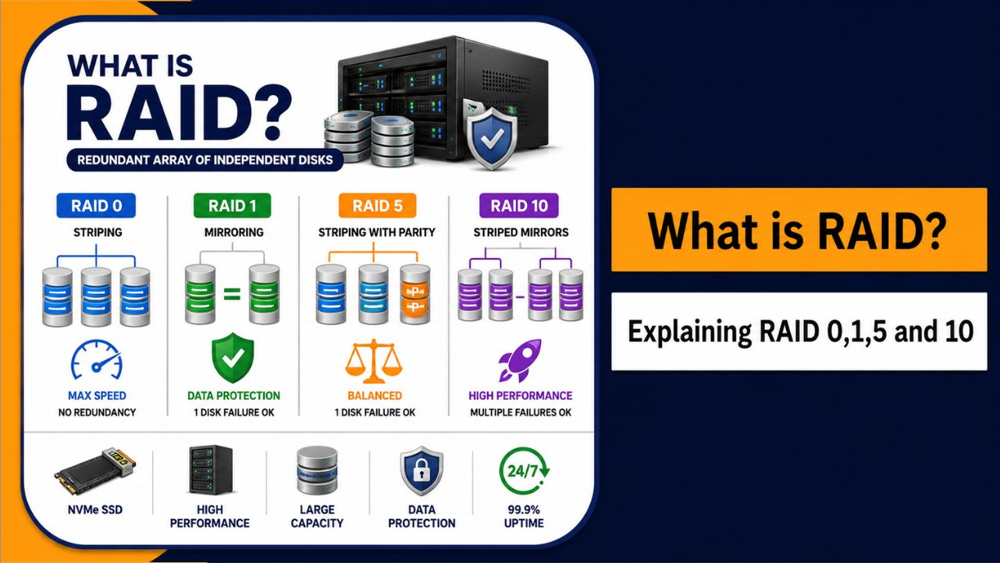 WHAT IS
RAID?
REDUNDANT ARRAY OF INDEPENDENT DISKS
RAID 0
STRIPING
MAX SPEED
NO REDUNDANCY
RAID 1
MIRRORING
=
DATA PROTECTION
1 DISK FAILURE OK
RAID 5
STRIPING WITH PARITY
P
P
BALANCED
1 DISK FAILURE OK
RAID 10
STRIPED MIRRORS
HIGH PERFORMANCE
MULTIPLE FAILURES OK
NVMe SSD
HIGH
PERFORMANCE
LARGE
CAPACITY
DATA
PROTECTION
24/7
99.9%
UPTIME
What is RAID?
Explaining RAID 0,1,5 and 10